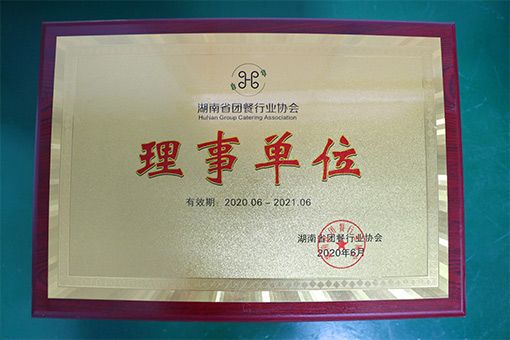 湖南省团餐行业协会
Huhian Group Catering Association
理事单位
有效期：2020.06－2021.06
湖南省团餐行业协会
2020年6月